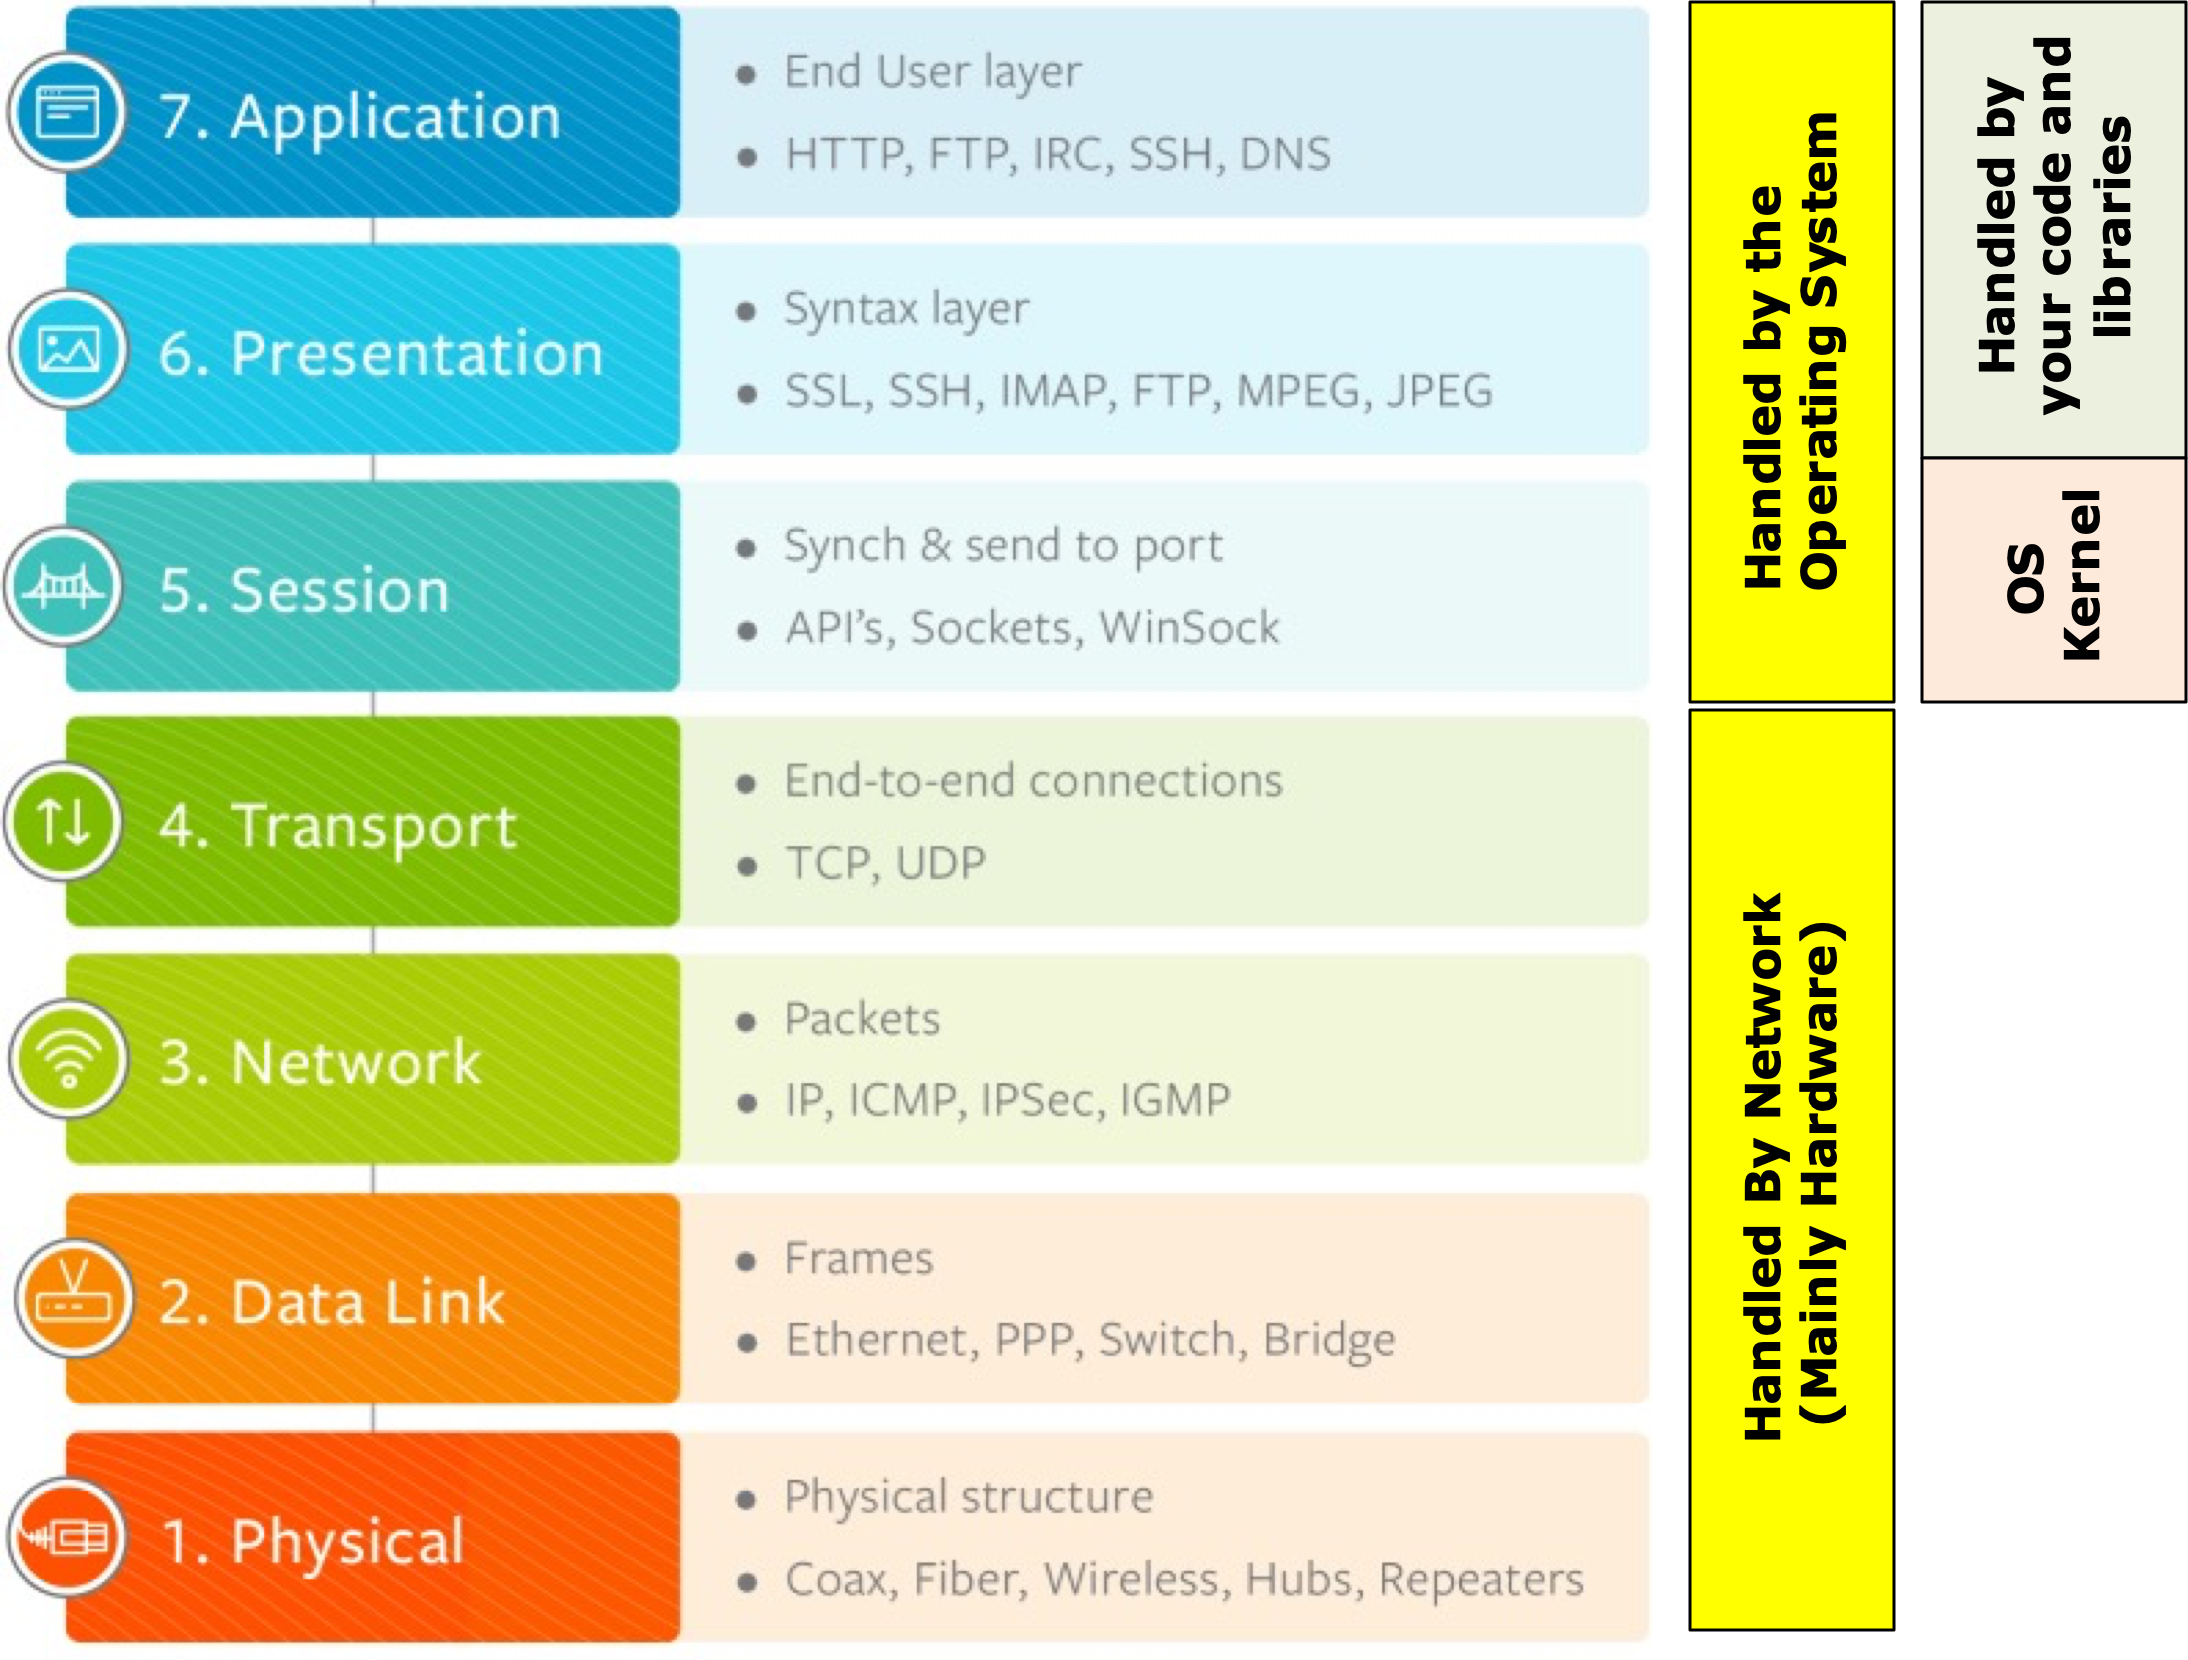 7. Application
● End User layer
● HTTP, FTP, IRC, SSH, DNS
6. Presentation
● Syntax layer
● SSL, SSH, IMAP, FTP, MPEG, JPEG
5. Session
● Synch & send to port
● API's, Sockets, WinSock
4. Transport
● End-to-end connections
● TCP, UDP
3. Network
● Packets
● IP, ICMP, IPSec, IGMP
2. Data Link
● Frames
● Ethernet, PPP, Switch, Bridge
1. Physical
● Physical structure
● Coax, Fiber, Wireless, Hubs, Repeaters
Handled by the
Operating System
Handled By Network
(Mainly Hardware)
Handled by
your code and
libraries
OS
Kernel